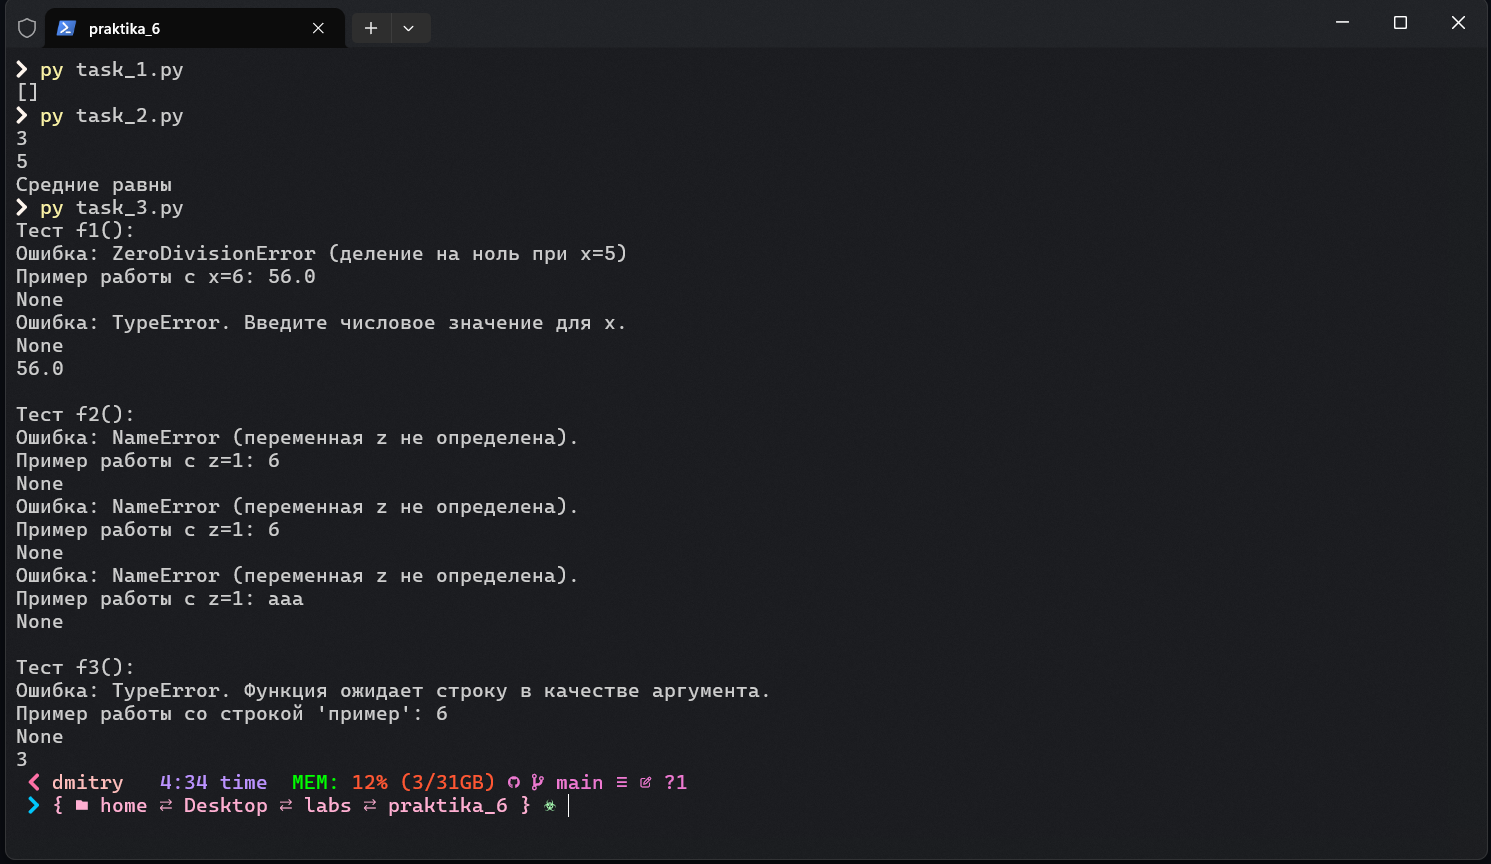 praktika_6
py task_1.py
[]
py task_2.py
3
5
Средние равны
py task_3.py
Тест f1():
Ошибка: ZeroDivisionError (деление на ноль при x=5)
Пример работы с x=6: 56.0
None
Ошибка: TypeError. Введите числовое значение для x.
None
56.0
Тест f2():
Ошибка: NameError (переменная z не определена).
Пример работы с z=1: 6
None
Ошибка: NameError (переменная z не определена).
Пример работы с z=1: 6
None
Ошибка: NameError (переменная z не определена).
Пример работы с z=1: aaa
None
Тест f3():
Ошибка: TypeError. Функция ожидает строку в качестве аргумента.
Пример работы со строкой 'пример': 6
None
3
dmitry 4:34 time MEM: 12% (3/31GB) main ≡ ?1
{ home ⇄ Desktop ⇄ labs ⇄ praktika_6 } ☣